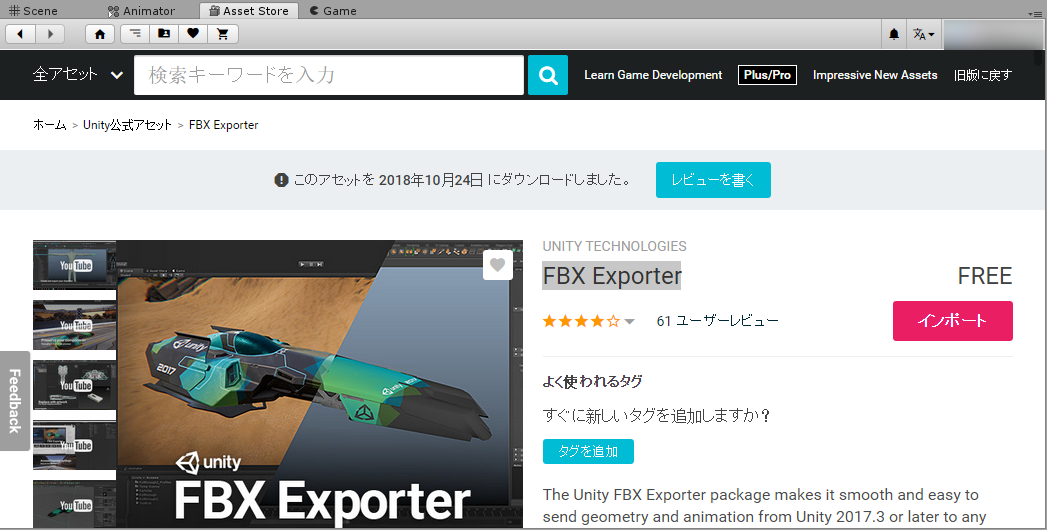 Scene Animator Asset Store Game
全アセット 検索キーワードを入力 Learn Game Development Plus/Pro Impressive New Assets 旧版に戻す
ホーム > Unity公式アセット > FBX Exporter
このアセットを 2018年10月24日 にダウンロードしました。 レビューを書く
UNITY TECHNOLOGIES
FBX Exporter FREE
61 ユーザーレビュー インポート
よく使われるタグ
すぐに新しいタグを追加しますか？
タグを追加
The Unity FBX Exporter package makes it smooth and easy to
send geometry and animation from Unity 2017.3 or later to any
Feedback
YouTube
YouTube
YouTube
YouTube
YouTube
unity
2017
unity
unity
FBX Exporter